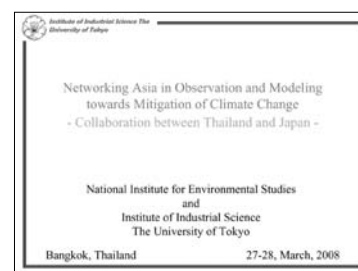 Institute of Industrial Science The
University of Tokyo
Networking Asia in Observation and Modeling
towards Mitigation of Climate Change
- Collaboration between Thailand and Japan -
National Institute for Environmental Studies
and
Institute of Industrial Science
The University of Tokyo
Bangkok, Thailand 27-28, March, 2008